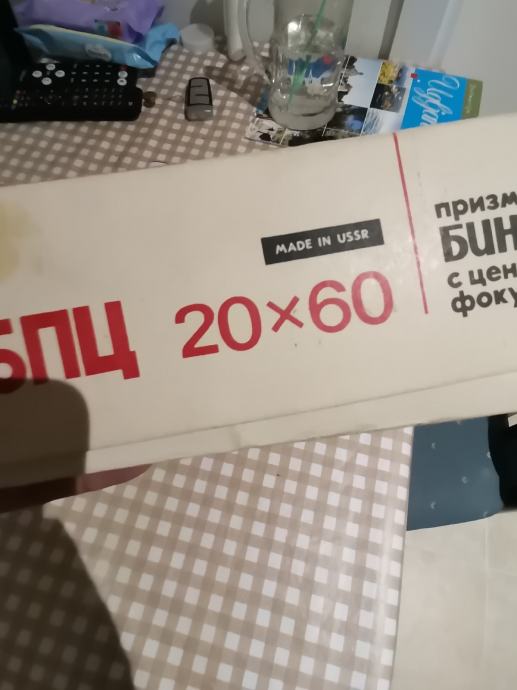 MADE IN USSR
БПЦ 20×60
призм
БИН
с цен
фоку